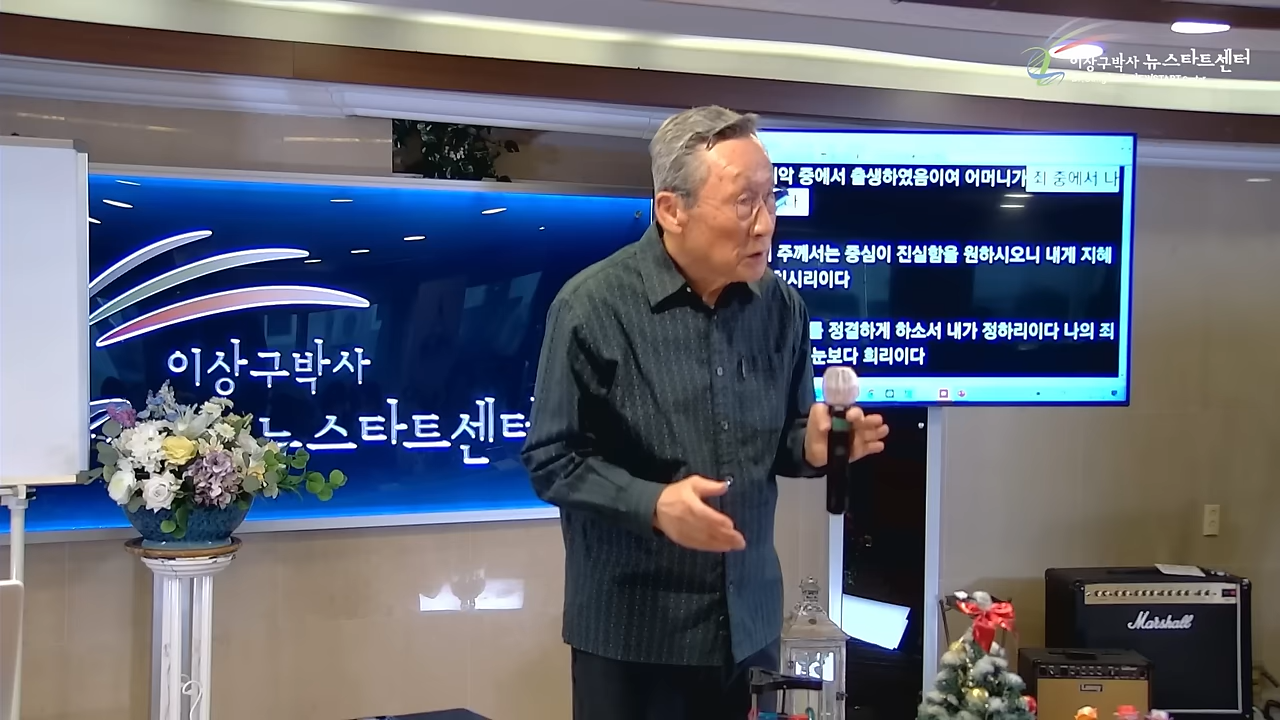 이상구박사 뉴스타트센터
악 중에서 출생하였음이여 어머니가 죄 중에서 나
주께서는 중심이 진실함을 원하시오니 내게 지혜
시리이다
를 정결하게 하소서 내가 정하리이다 나의 죄
눈보다 희리이다
이상구박사
뉴스타트센터
Marshall
Laney